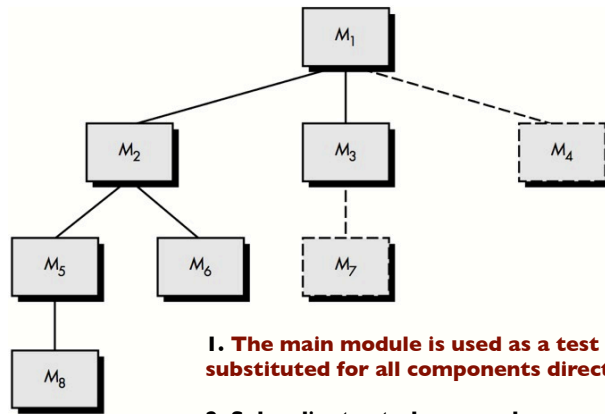 M1
M2
M3
M4
M5
M6
M7
M8
1. The main module is used as a test
substituted for all components direct